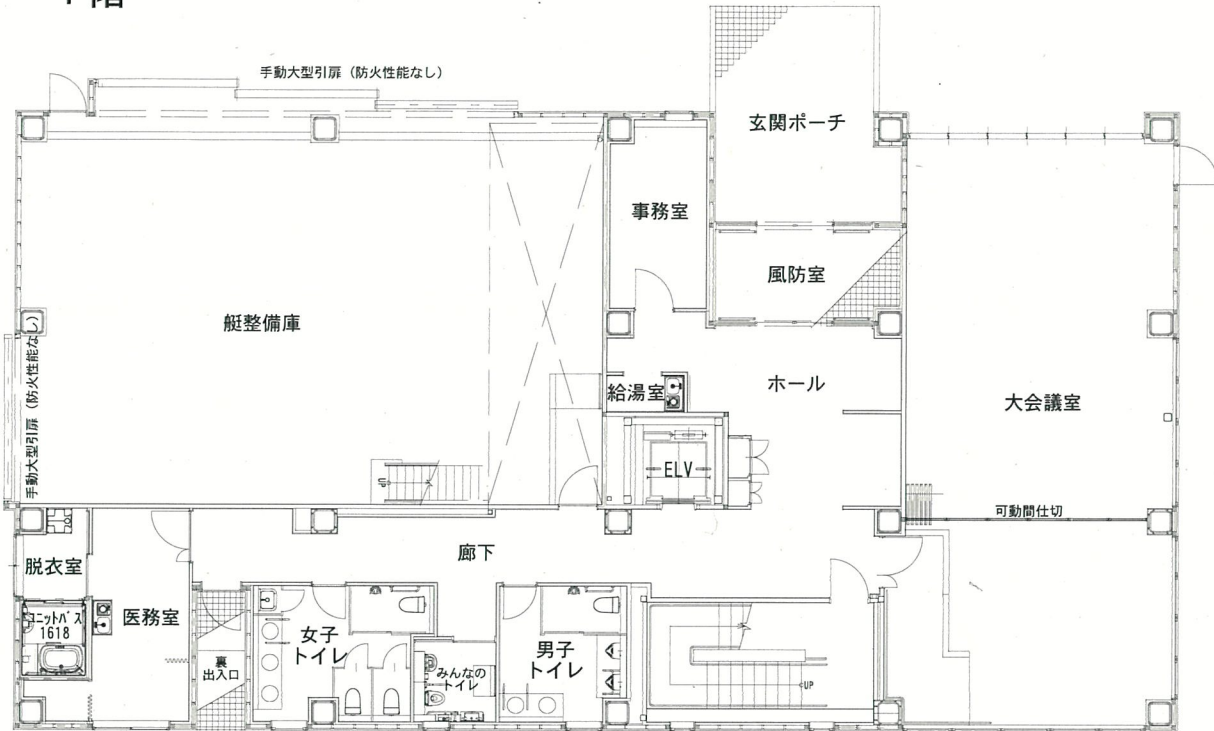 手動大型引扉（防火性能なし）
玄関ポーチ
事務室
風防室
艇整備庫
手動大型引扉（防火性能なし）
給湯室
ホール
大会議室
ELV
UP
可動間仕切
廊下
脱衣室
ユニットバス
1618
医務室
裏
出入口
女子
トイレ
みんなの
トイレ
男子
トイレ
UP